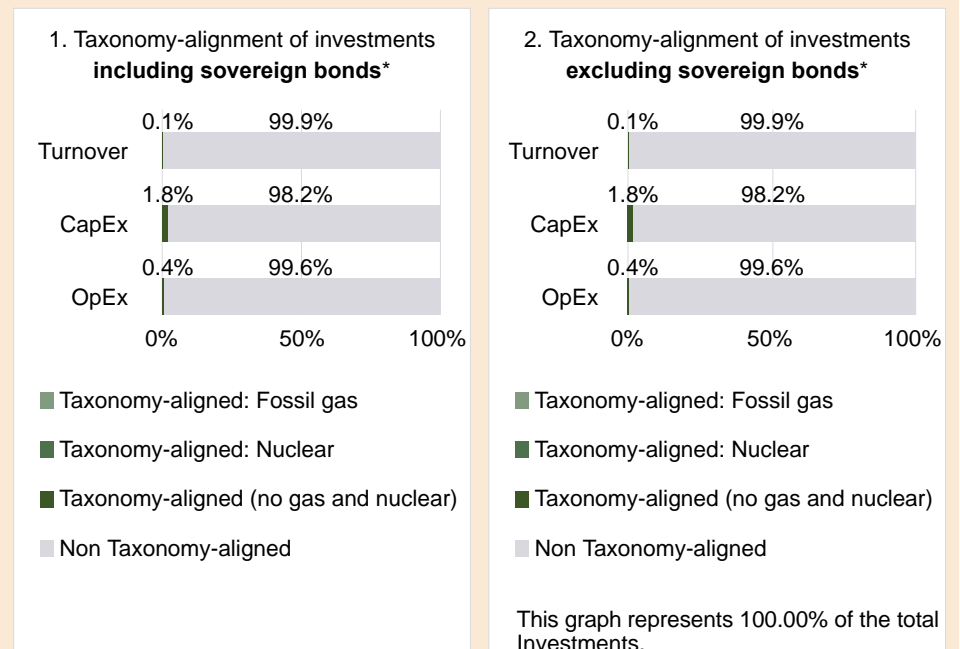 1. Taxonomy-alignment of investments
including sovereign bonds*
0.1% 99.9%
Turnover
1.8% 98.2%
CapEx
0.4% 99.6%
OpEx
0% 50% 100%
Taxonomy-aligned: Fossil gas
Taxonomy-aligned: Nuclear
Taxonomy-aligned (no gas and nuclear)
Non Taxonomy-aligned
2. Taxonomy-alignment of investments
excluding sovereign bonds*
0.1% 99.9%
Turnover
1.8% 98.2%
CapEx
0.4% 99.6%
OpEx
0% 50% 100%
Taxonomy-aligned: Fossil gas
Taxonomy-aligned: Nuclear
Taxonomy-aligned (no gas and nuclear)
Non Taxonomy-aligned
This graph represents 100.00% of the total
Investments.